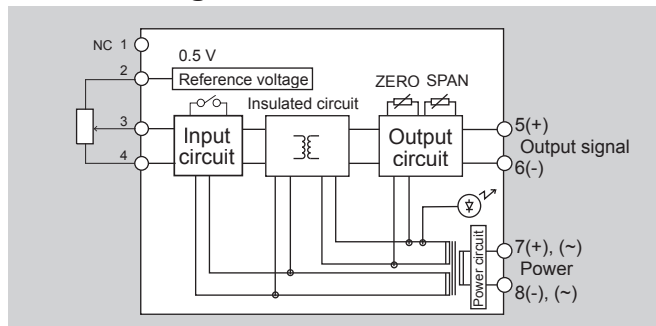 NC 1
0.5 V
2
Reference voltage
ZERO SPAN
Insulated circuit
3
Input
circuit
Output
circuit
5(+)
Output signal
4
6(-)
Power circuit
7(+), (~)
Power
8(-), (~)